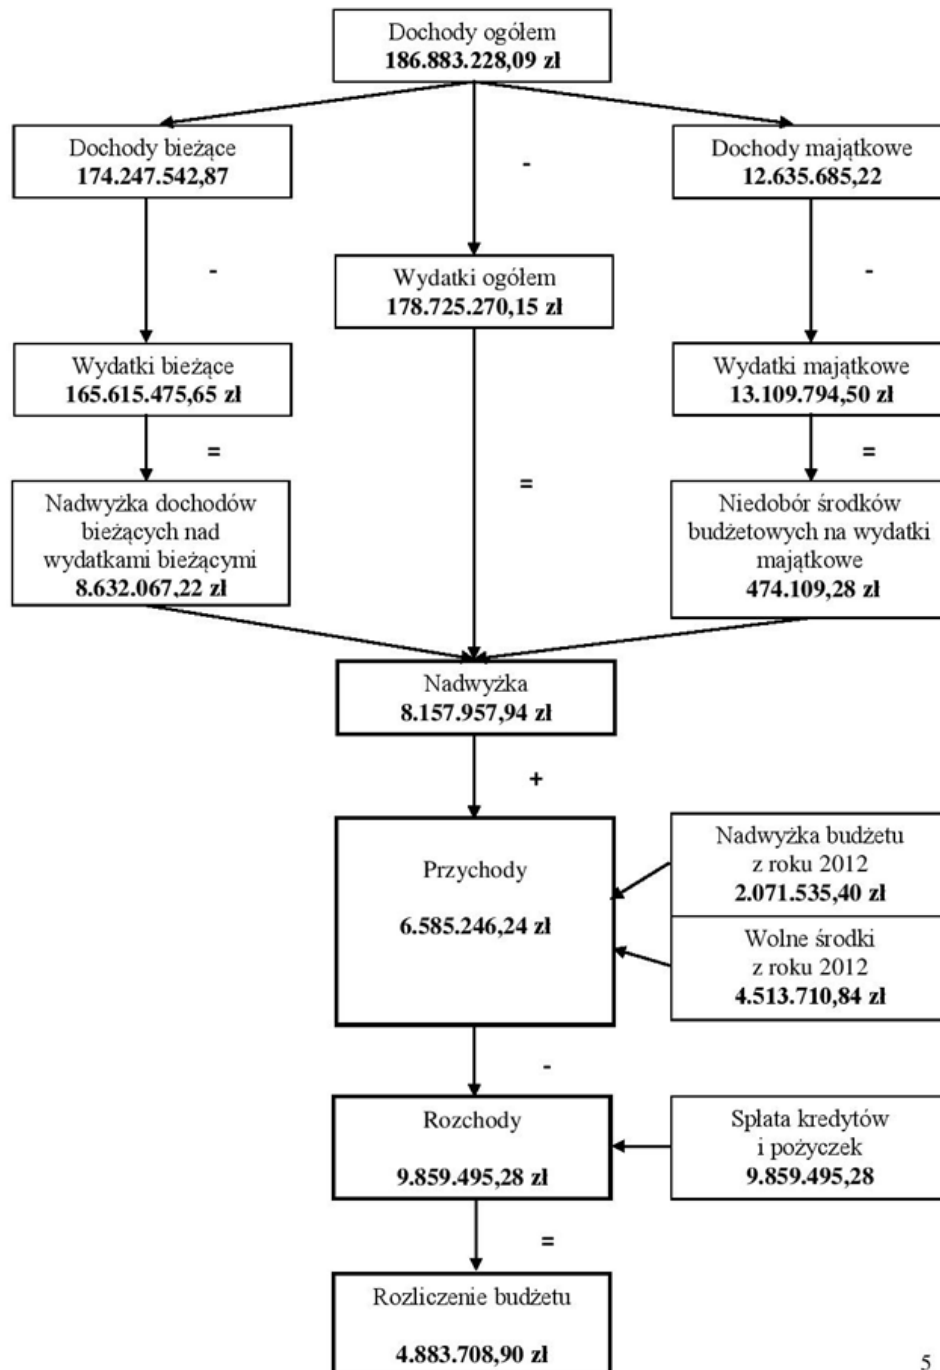 Dochody ogółem
186.883.228,09 zł
Dochody bieżące
174.247.542,87
-
Dochody majątkowe
12.635.685,22
-
Wydatki ogółem
178.725.270,15 zł
-
Wydatki bieżące
165.615.475,65 zł
Wydatki majątkowe
13.109.794,50 zł
=
=
=
Nadwyżka dochodów
bieżących nad
wydatkami bieżącymi
8.632.067,22 zł
Niedobór środków
budżetowych na wydatki
majątkowe
474.109,28 zł
Nadwyżka
8.157.957,94 zł
+
Przychody
6.585.246,24 zł
Nadwyżka budżetu
z roku 2012
2.071.535,40 zł
Wolne środki
z roku 2012
4.513.710,84 zł
-
Rozchody
9.859.495,28 zł
Spłata kredytów
i pożyczek
9.859.495,28
=
Rozliczenie budżetu
4.883.708,90 zł
5